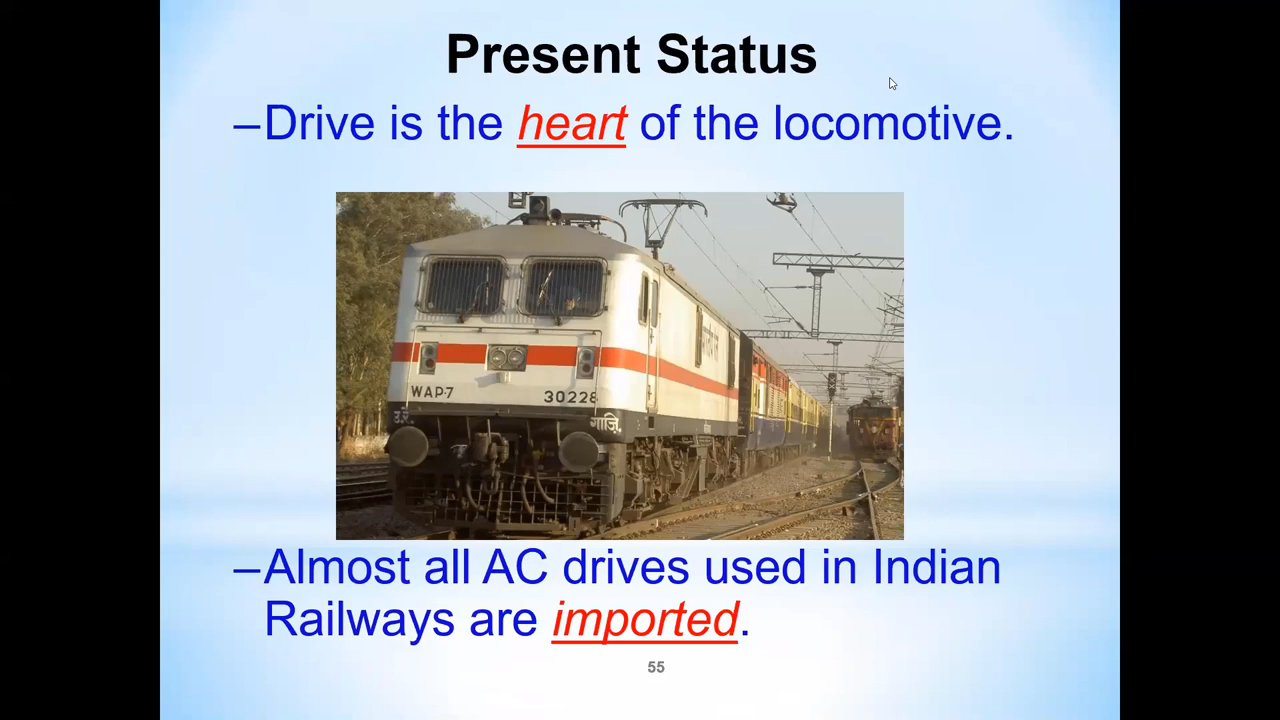 Present Status
–Drive is the heart of the locomotive.
WAP-7
30228
उ.रे.
गाज़ि.
–Almost all AC drives used in Indian
Railways are imported.
55